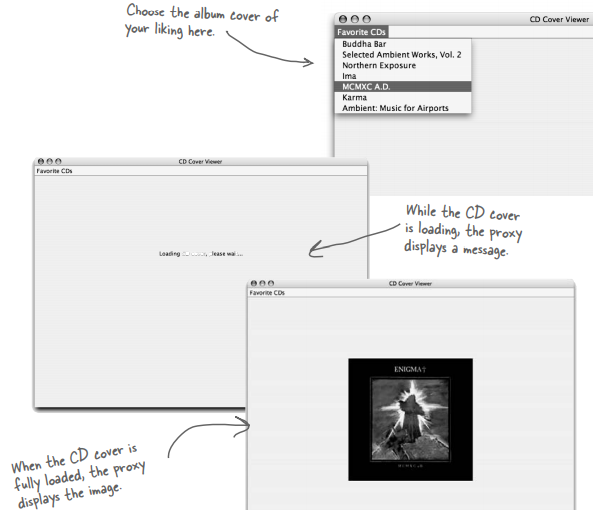 Choose the album cover of
your liking here.
CD Cover Viewer
Favorite CDs
Buddha Bar
Selected Ambient Works, Vol. 2
Northern Exposure
Ima
MCMXC A.D.
Karma
Ambient: Music for Airports
CD Cover Viewer
Favorite CDs
Loading
While the CD cover
is loading, the proxy
displays a message.
CD Cover Viewer
Favorite CDs
ENIGMA
MCMXC aD
When the CD cover is
fully loaded, the proxy
displays the image.